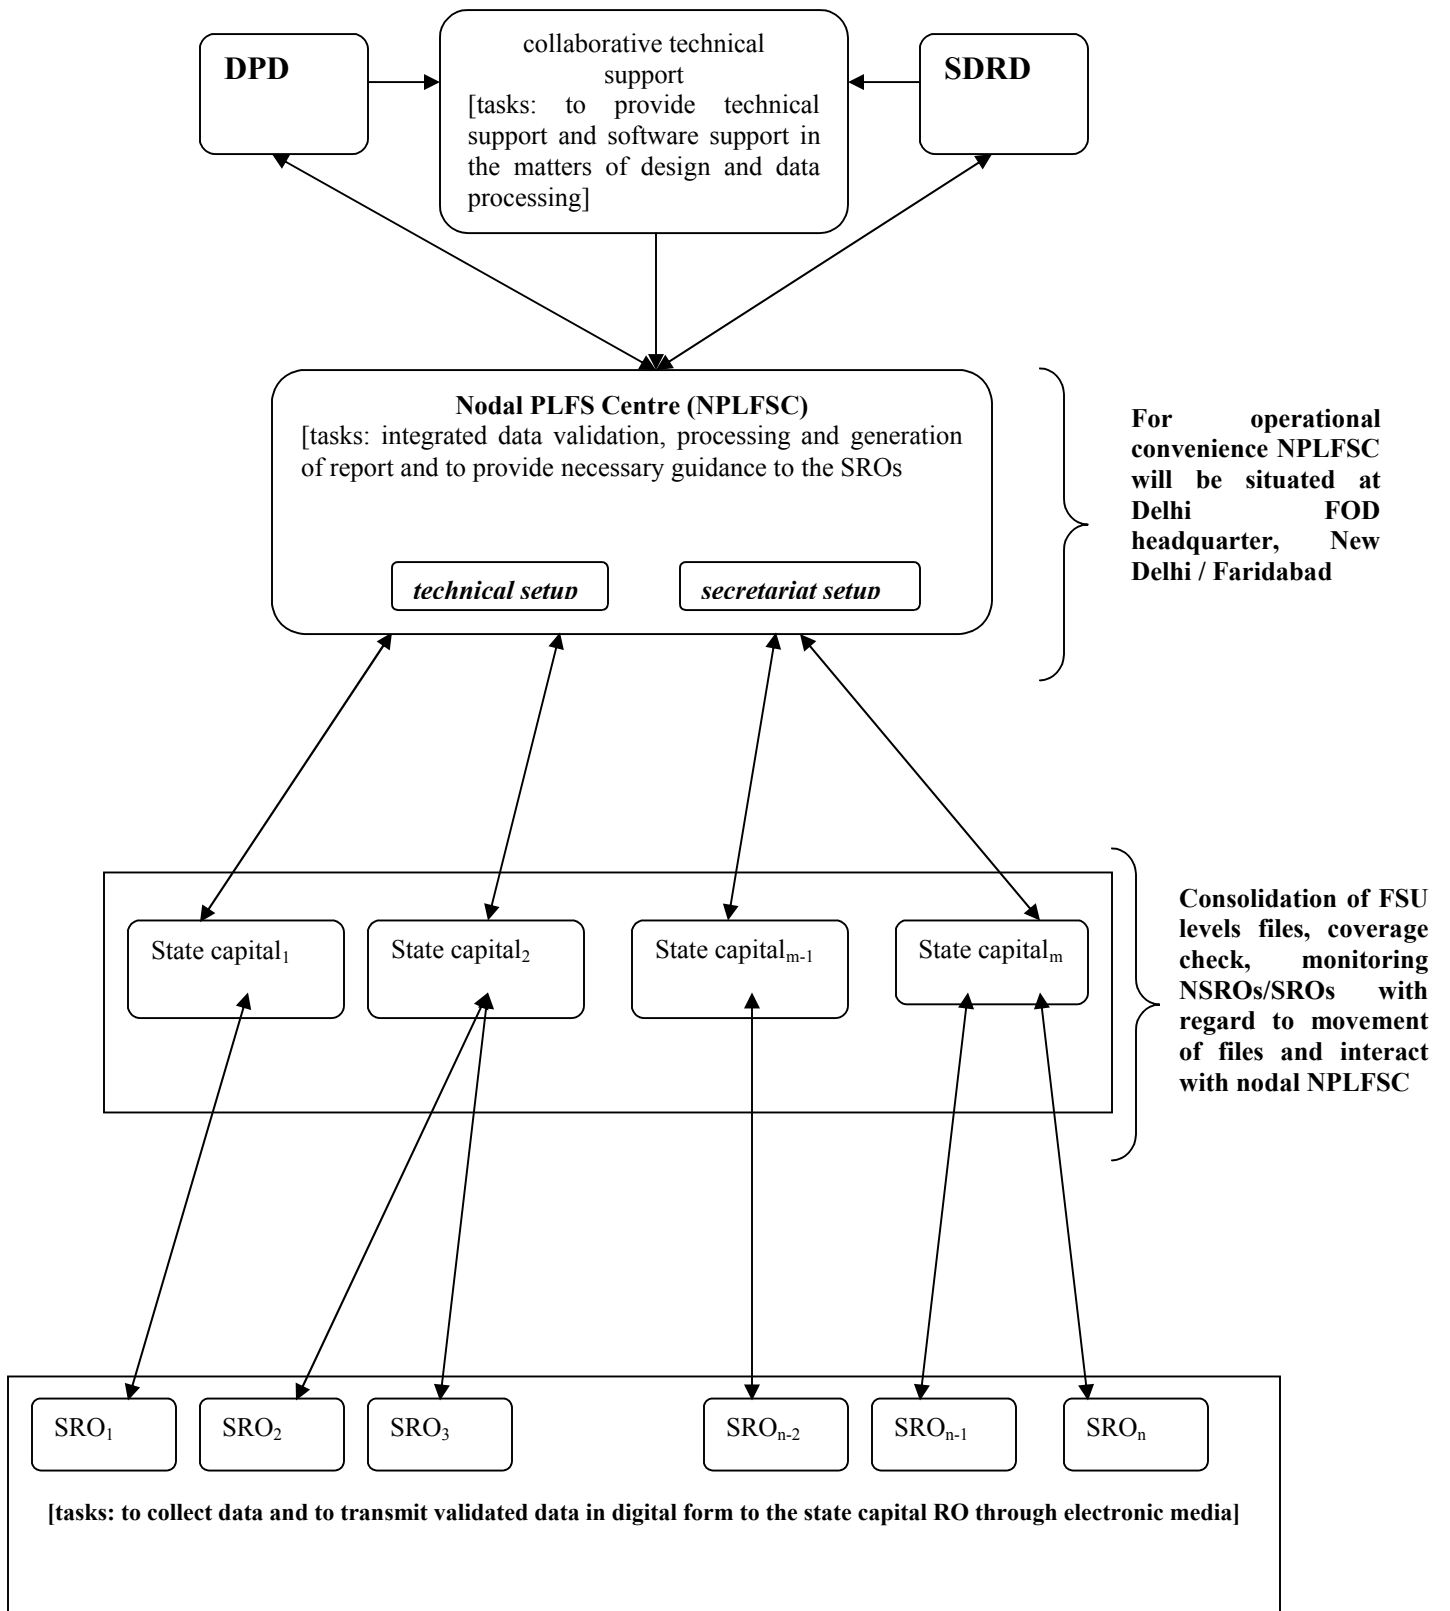 DPD
collaborative technical
support
[tasks: to provide technical
support and software support in
the matters of design and data
processing]
SDRD
Nodal PLFS Centre (NPLFSC)
[tasks: integrated data validation, processing and generation
of report and to provide necessary guidance to the SROs
technical setup
secretariat setup
For operational
convenience NPLFSC
will be situated at
Delhi FOD
headquarter, New
Delhi / Faridabad
State capital1
State capital2
State capitalm-1
State capitalm
Consolidation of FSU
levels files, coverage
check, monitoring
NSROs/SROs with
regard to movement
of files and interact
with nodal NPLFSC
SRO1
SRO2
SRO3
SROn-2
SROn-1
SROn
[tasks: to collect data and to transmit validated data in digital form to the state capital RO through electronic media]